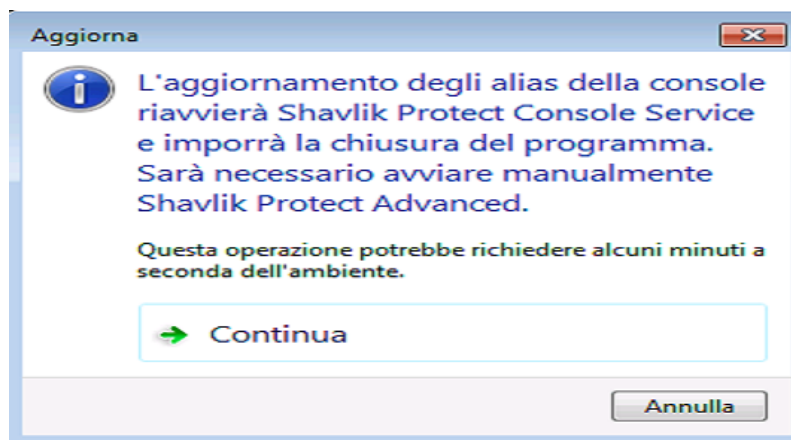 Aggiorna
L'aggiornamento degli alias della console
riavvierà Shavlik Protect Console Service
e imporrà la chiusura del programma.
Sarà necessario avviare manualmente
Shavlik Protect Advanced.
Questa operazione potrebbe richiedere alcuni minuti a
seconda dell'ambiente.
Continua
Annulla